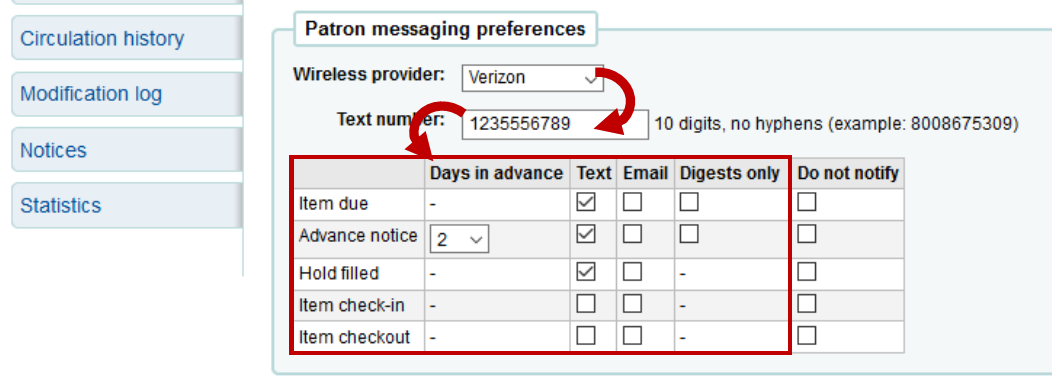 Circulation history
Modification log
Notices
Statistics
Patron messaging preferences
Wireless provider: Verizon
Text number: 1235556789 10 digits, no hyphens (example: 8008675309)
Days in advance Text Email Digests only Do not notify
Item due -
Advance notice 2
Hold filled - -
Item check-in - -
Item checkout - -